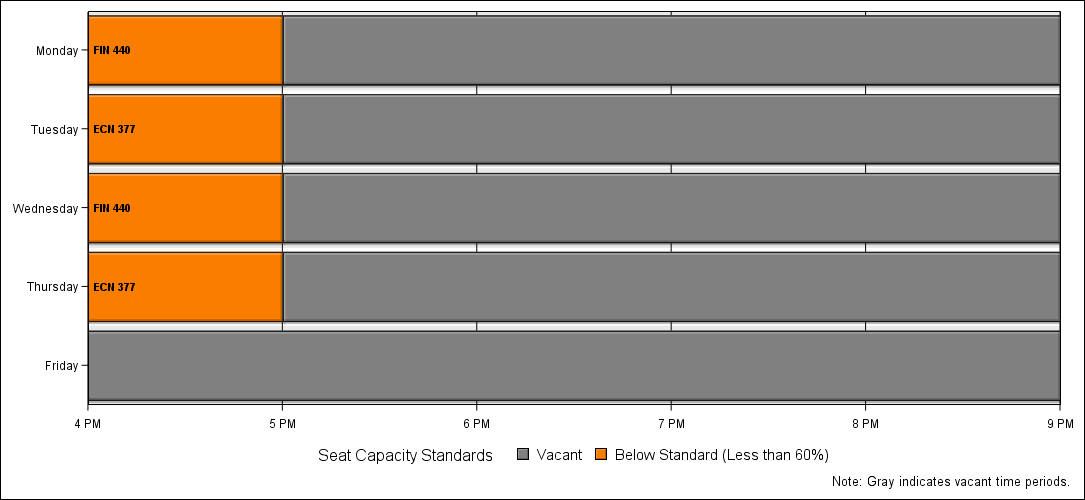 Monday FIN 440
Tuesday ECN 377
Wednesday FIN 440
Thursday ECN 377
Friday
4 PM 5 PM 6 PM 7 PM 8 PM 9 PM
Seat Capacity Standards Vacant Below Standard (Less than 60%)
Note: Gray indicates vacant time periods.